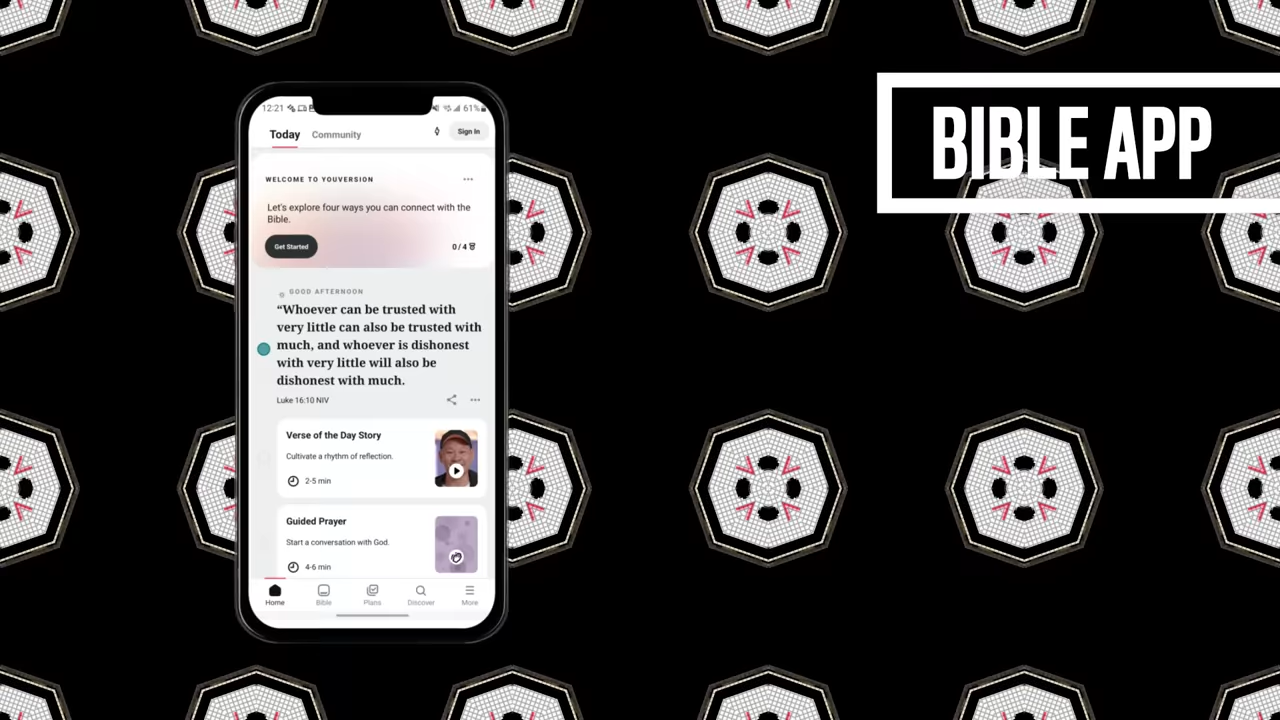 BIBLE APP
12:21
61%
Today Community
Sign In
WELCOME TO YOUVERSION
Let's explore four ways you can connect with the
Bible.
Get Started
0/4
GOOD AFTERNOON
“Whoever can be trusted with
very little can also be trusted with
much, and whoever is dishonest
with very little will also be
dishonest with much.
Luke 16:10 NIV
Verse of the Day Story
Cultivate a rhythm of reflection.
2-5 min
Guided Prayer
Start a conversation with God.
4-6 min
Home Bible Plans Discover More